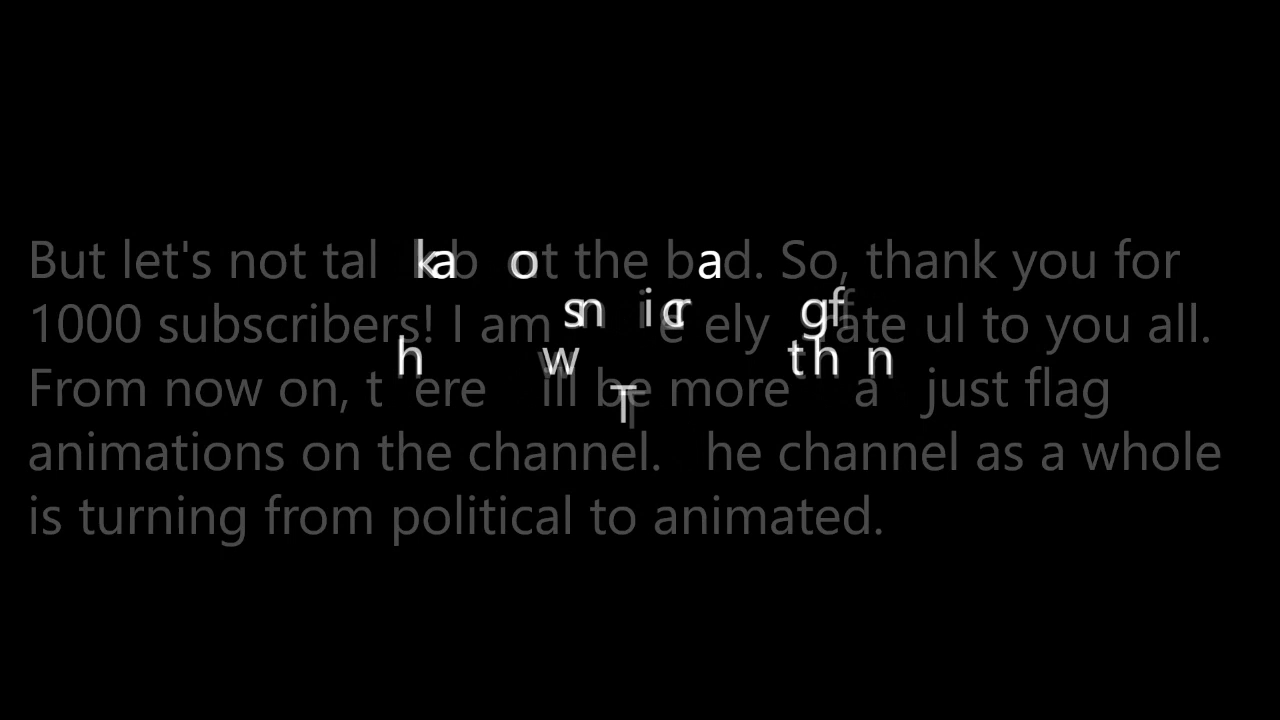 But let's not talk about the bad. So, thank you for
1000 subscribers! I am sincerely grateful to you all.
From now on, there will be more than just flag
animations on the channel. The channel as a whole
is turning from political to animated.